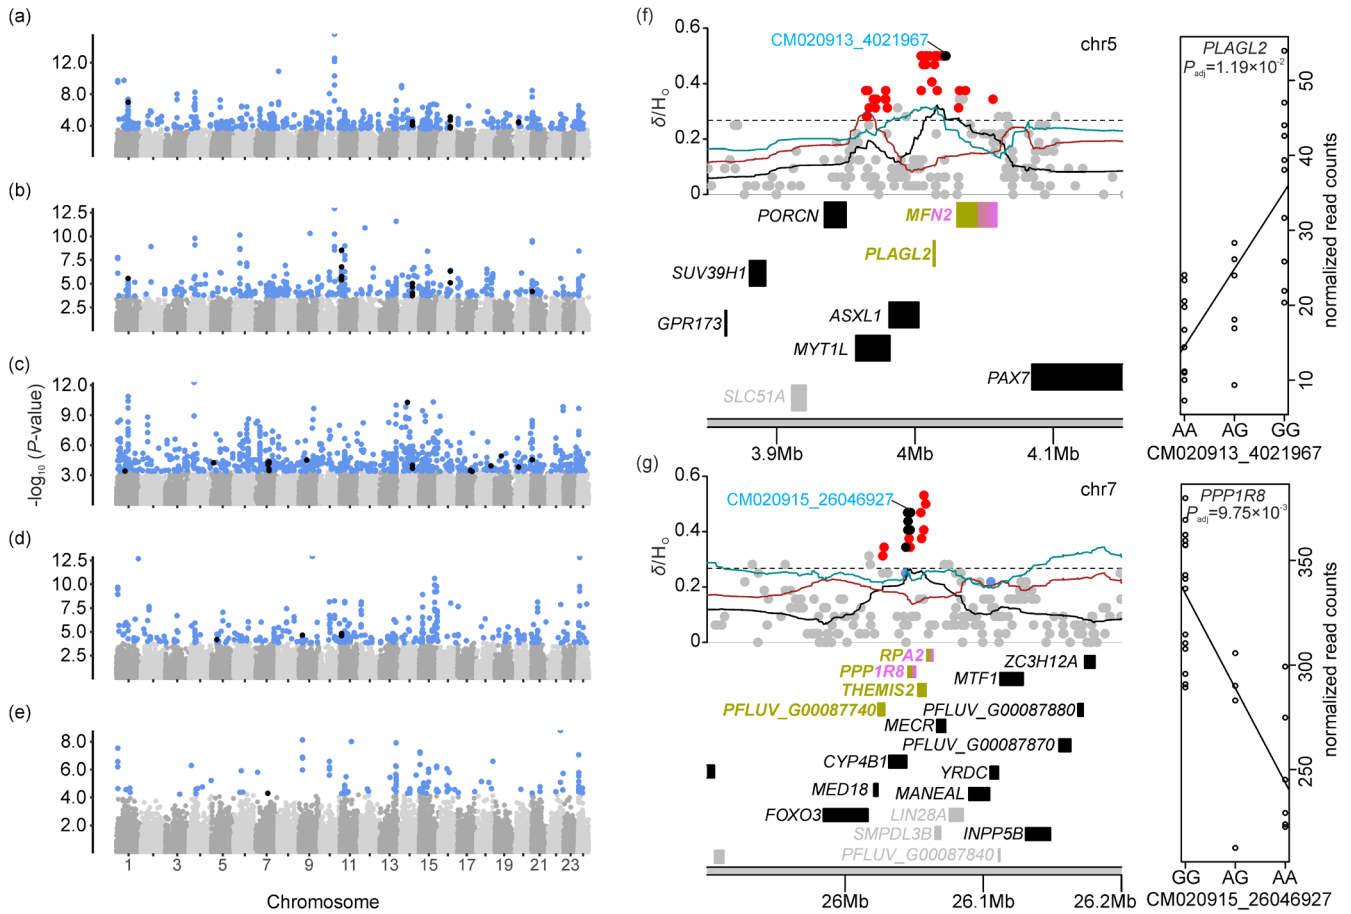 (a)
12.0
8.0
4.0
(b)
12.5
10.0
7.5
5.0
2.5
(c)
12.0
9.0
6.0
3.0
-log₁₀ (P-value)
(d)
12.5
10.0
7.5
5.0
2.5
(e)
8.0
6.0
4.0
2.0
1 3 5 7 9 11 13 15 17 19 21 23
Chromosome
(f)
0.6
0.4
0.2
0
δ/Hₒ
CM020913_4021967
chr5
PORCN
MFN2
PLAGL2
SUV39H1
GPR173
ASXL1
MYT1L
PAX7
SLC51A
3.9Mb 4Mb 4.1Mb
PLAGL2
Padj=1.19×10⁻²
50
40
30
20
10
normalized read counts
AA AG GG
CM020913_4021967
(g)
0.6
0.4
0.2
0
δ/Hₒ
CM020915_26046927
chr7
RPA2
ZC3H12A
PPP1R8
MTF1
THEMIS2
PFLUV_G00087740
PFLUV_G00087880
MECR
PFLUV_G00087870
CYP4B1
YRDC
MED18
MANEAL
FOXO3
LIN28A
SMPDL3B
INPP5B
PFLUV_G00087840
26Mb 26.1Mb 26.2Mb
PPP1R8
Padj=9.75×10⁻³
350
300
250
normalized read counts
GG AG AA
CM020915_26046927